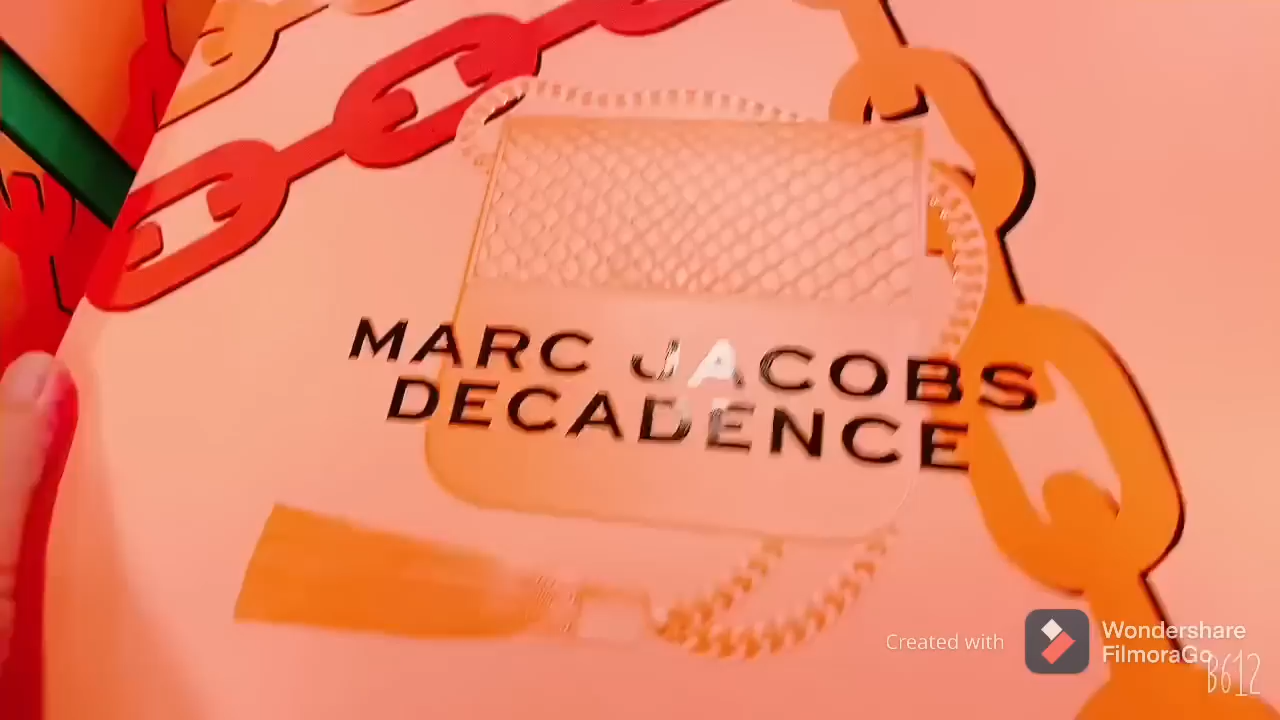 MARC JACOBS
DECADENCE
Created with
Wondershare
FilmoraGo
B612